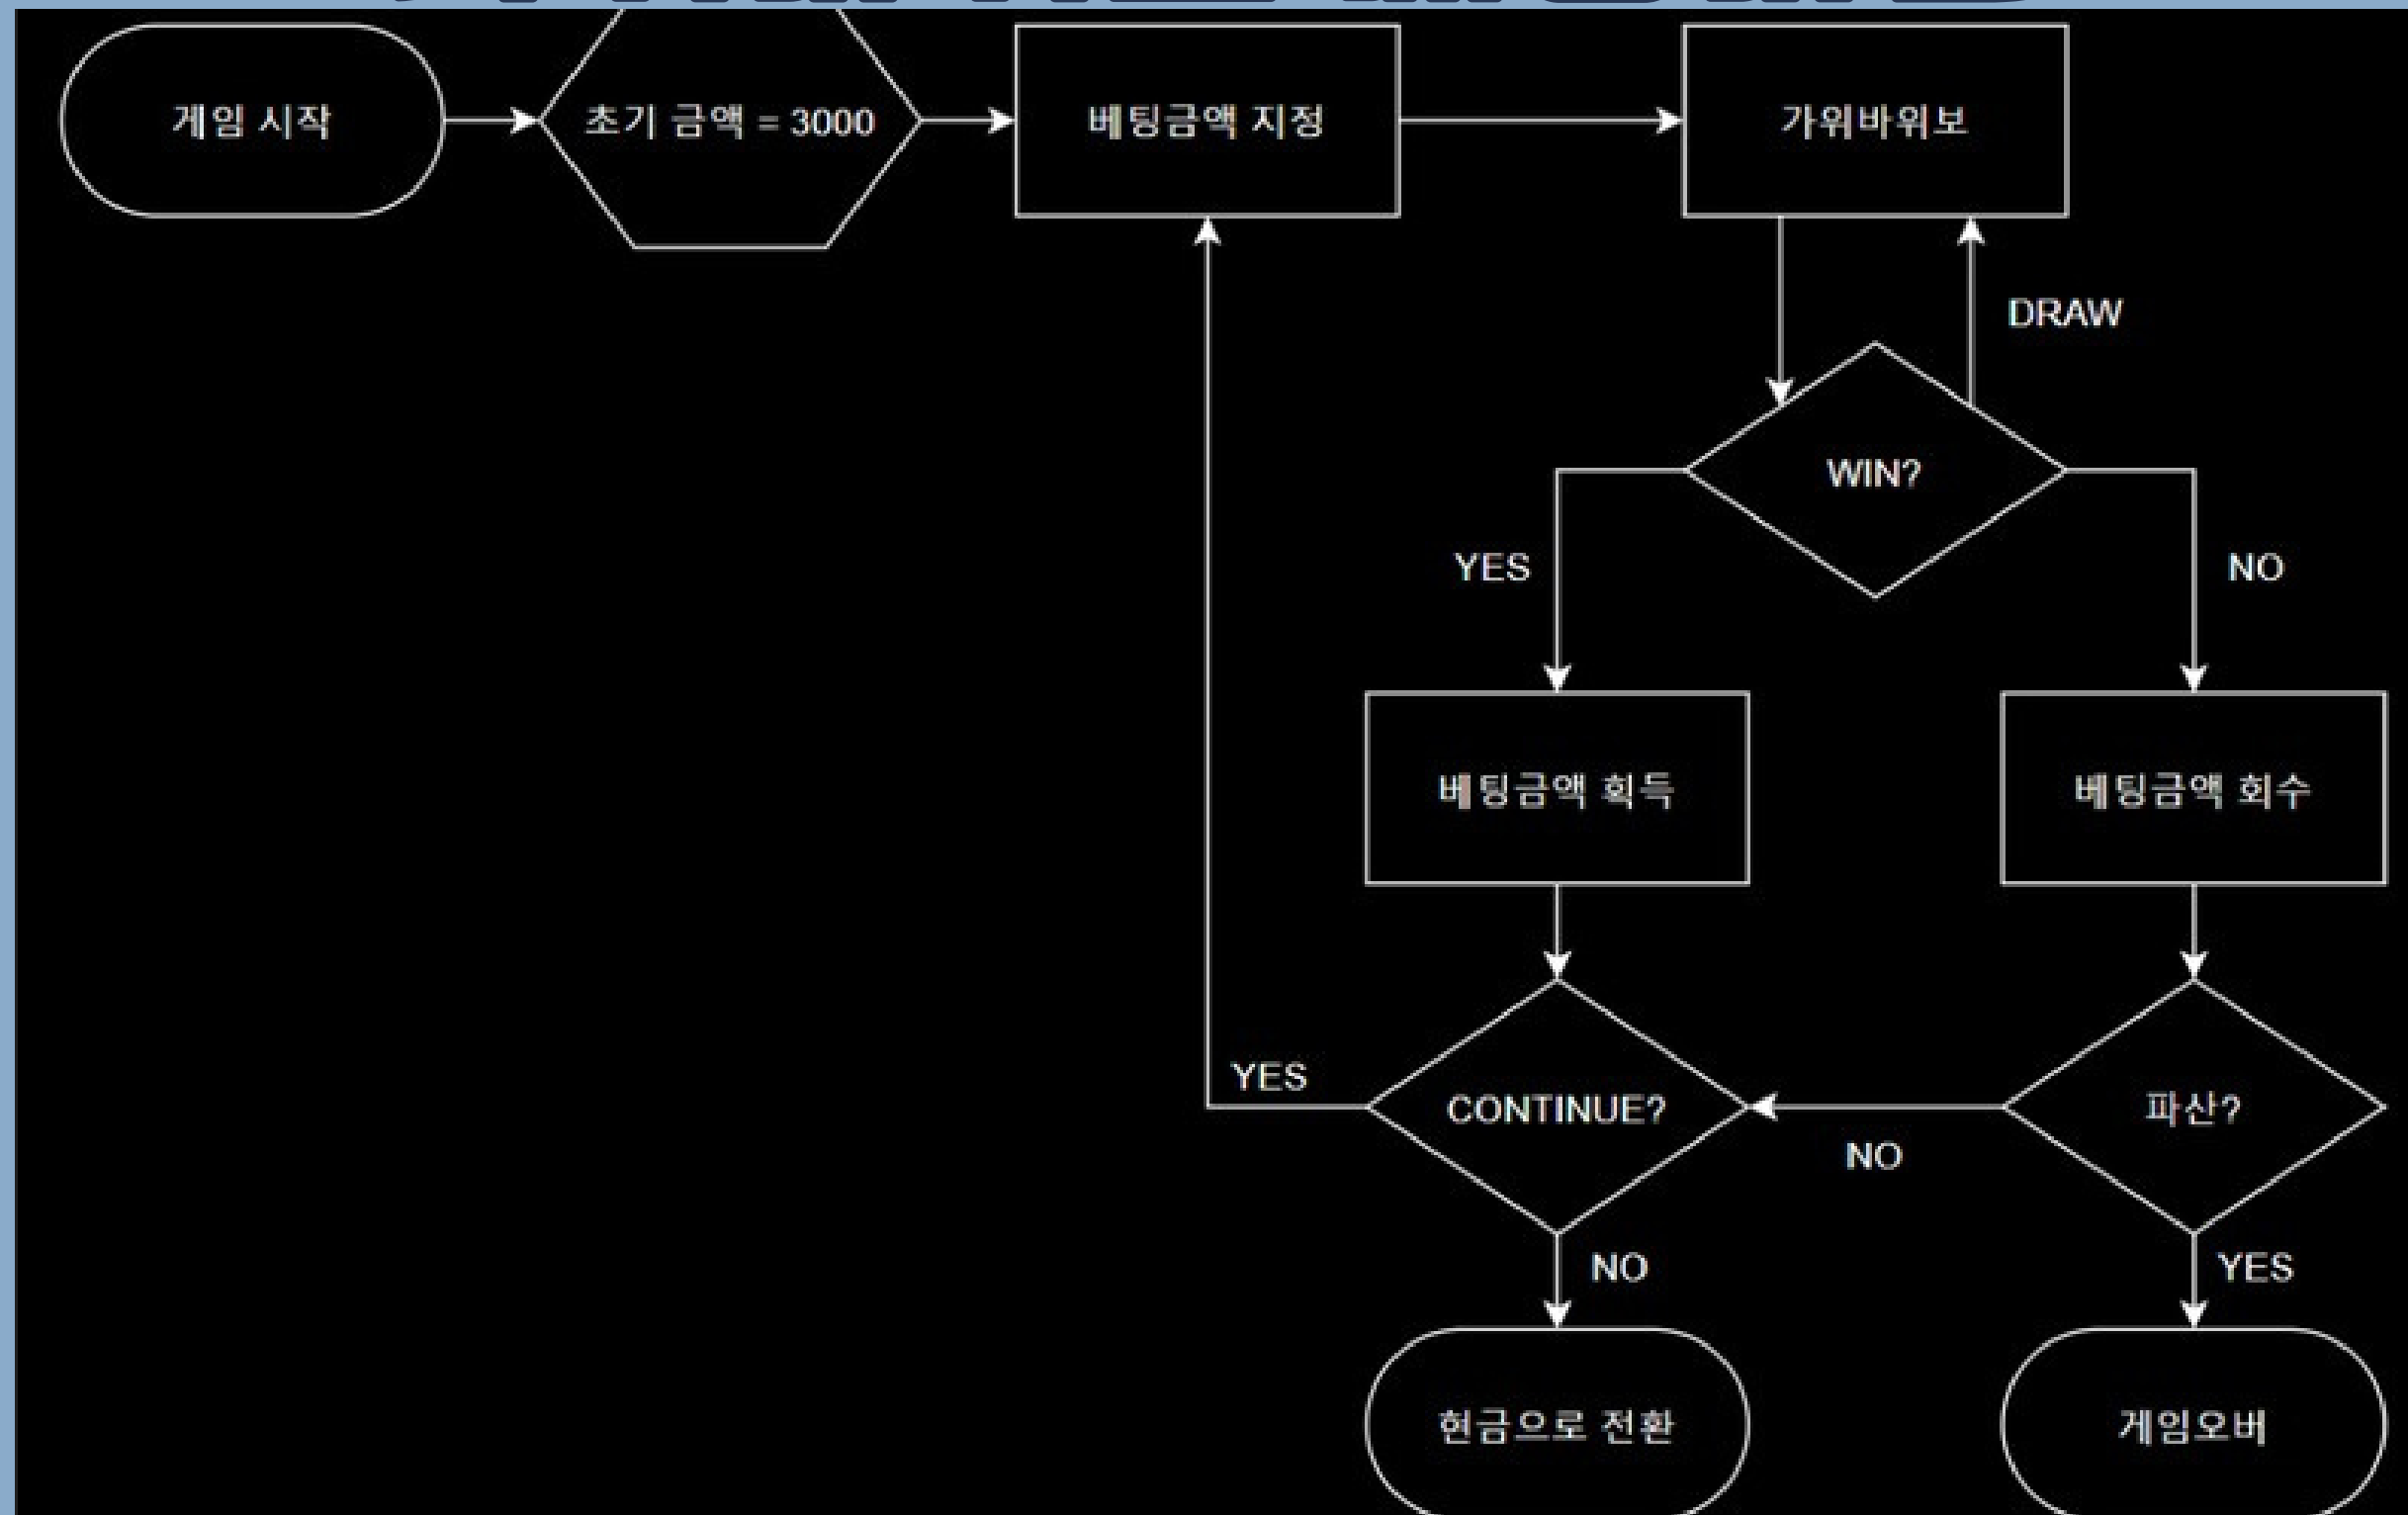 게임 시작
초기 금액 = 3000
베팅금액 지정
가위바위보
DRAW
WIN?
YES
NO
베팅금액 획득
베팅금액 회수
YES
CONTINUE?
NO
파산?
NO
YES
현금으로 전환
게임오버